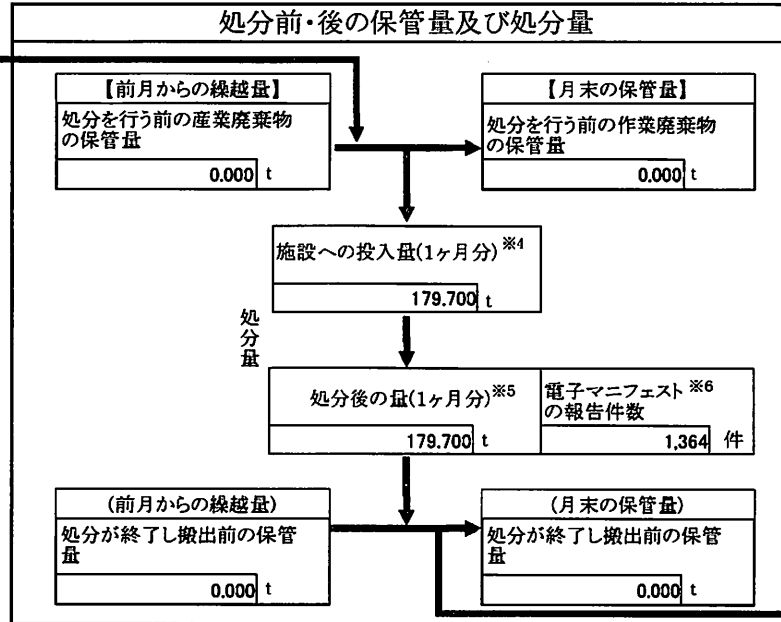 処分前・後の保管量及び処分量
【前月からの繰越量】
処分を行う前の産業廃棄物
の保管量
0.000 t
【月末の保管量】
処分を行う前の作業廃棄物
の保管量
0.000 t
施設への投入量(1ヶ月分)※4
179.700 t
処分量
処分後の量(1ヶ月分)※5
179.700 t
電子マニフェスト※6
の報告件数
1,364 件
(前月からの繰越量)
処分が終了し搬出前の保管
量
0.000 t
(月末の保管量)
処分が終了し搬出前の保管
量
0.000 t